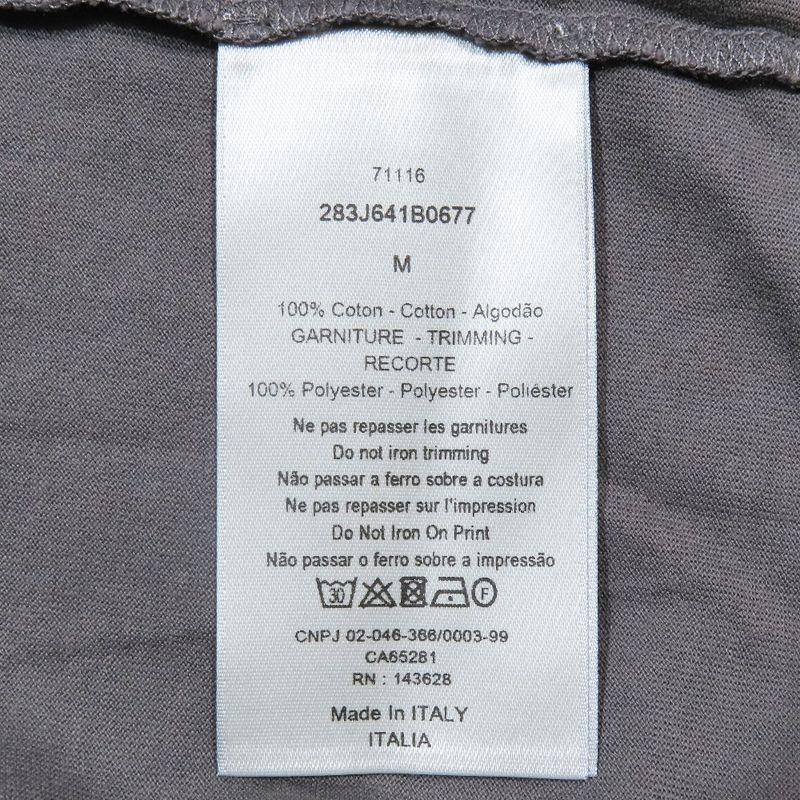 71116
283J641B0677
M
100% Coton - Cotton - Algodão
GARNITURE - TRIMMING -
RECORTE
100% Polyester - Polyester - Poliéster
Ne pas repasser les garnitures
Do not iron trimming
Não passar a ferro sobre a costura
Ne pas repasser sur l'impression
Do Not Iron On Print
Não passar o ferro sobre a impressão
30 F
CNPJ 02-046-366/0003-99
CA65281
RN : 143628
Made In ITALY
ITALIA